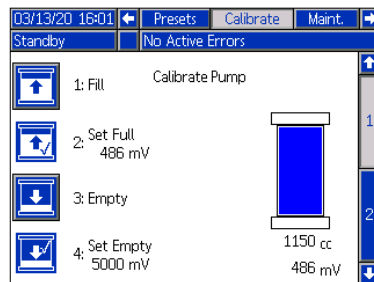 03/13/20 16:01 Presets Calibrate Maint.
Standby No Active Errors
Calibrate Pump
1: Fill
2: Set Full
486 mV
3: Empty
4: Set Empty
5000 mV
1150 cc
486 mV
1
2